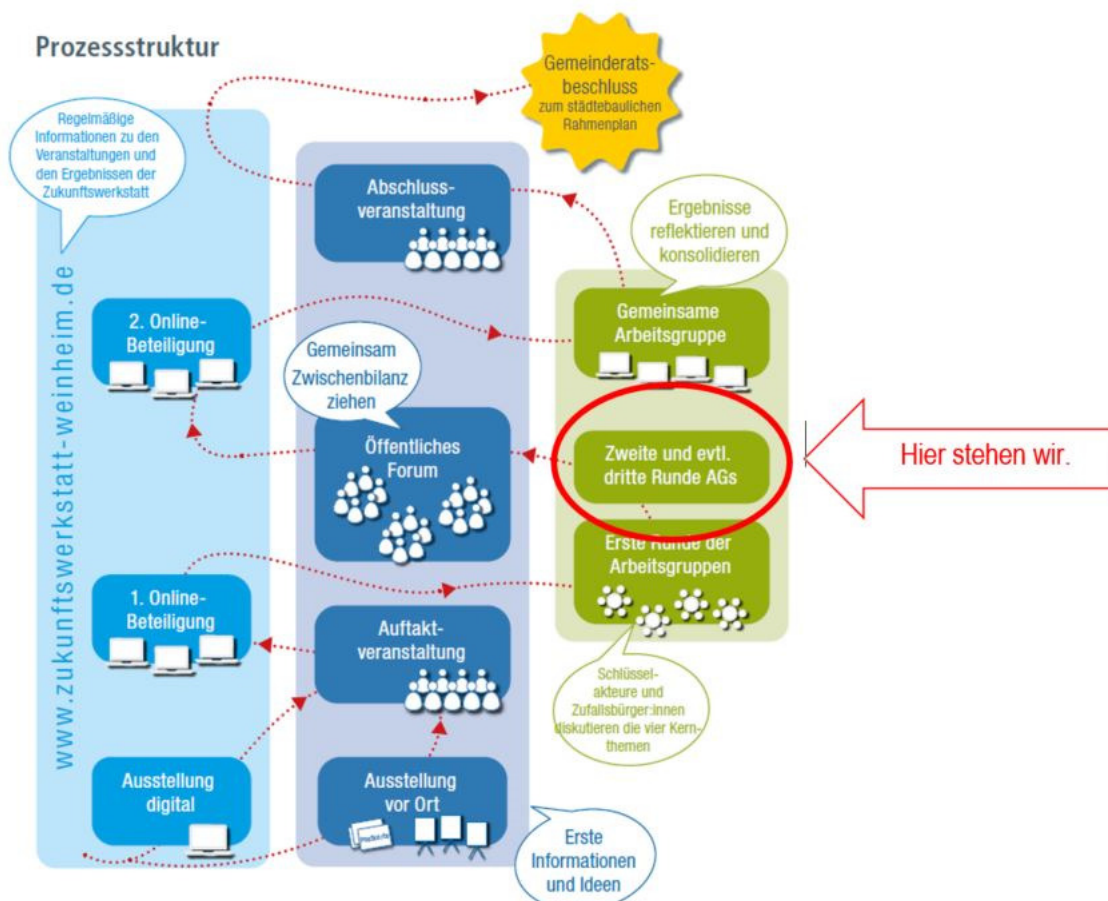 Prozessstruktur
Gemeinderats-
beschluss
zum städtebaulichen
Rahmenplan
Regelmäßige
Informationen zu den
Veranstaltungen und
den Ergebnissen der
Zukunftswerkstatt
www.zukunftswerkstatt-weinheim.de
Abschluss-
veranstaltung
Ergebnisse
reflektieren und
konsolidieren
2. Online-
Beteiligung
Gemeinsame
Arbeitsgruppe
Gemeinsam
Zwischenbilanz
ziehen
Öffentliches
Forum
Zweite und evtl.
dritte Runde AGs
Hier stehen wir.
Erste Runde der
Arbeitsgruppen
1. Online-
Beteiligung
Auftakt-
veranstaltung
Schlüssel-
akteure und
Zufallsbürger:innen
diskutieren die vier Kern-
themen
Ausstellung
digital
Ausstellung
vor Ort
Erste
Informationen
und Ideen